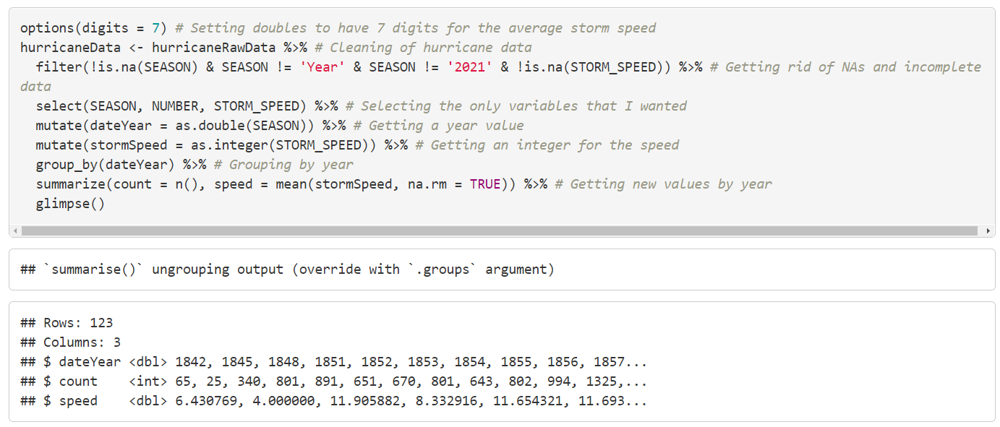 options(digits = 7) # Setting doubles to have 7 digits for the average storm speed
hurricaneData <- hurricaneRawData %>% # Cleaning of hurricane data
  filter(!is.na(SEASON) & SEASON != 'Year' & SEASON != '2021' & !is.na(STORM_SPEED)) %>% # Getting rid of NAs and incomplete
data
  select(SEASON, NUMBER, STORM_SPEED) %>% # Selecting the only variables that I wanted
  mutate(dateYear = as.double(SEASON)) %>% # Getting a year value
  mutate(stormSpeed = as.integer(STORM_SPEED)) %>% # Getting an integer for the speed
  group_by(dateYear) %>% # Grouping by year
  summarize(count = n(), speed = mean(stormSpeed, na.rm = TRUE)) %>% # Getting new values by year
  glimpse()
## `summarise()` ungrouping output (override with `.groups` argument)
## Rows: 123
## Columns: 3
## $ dateYear <dbl> 1842, 1845, 1848, 1851, 1852, 1853, 1854, 1855, 1856, 1857...
## $ count    <int> 65, 25, 340, 801, 891, 651, 670, 801, 643, 802, 994, 1325,...
## $ speed    <dbl> 6.430769, 4.000000, 11.905882, 8.332916, 11.654321, 11.693...